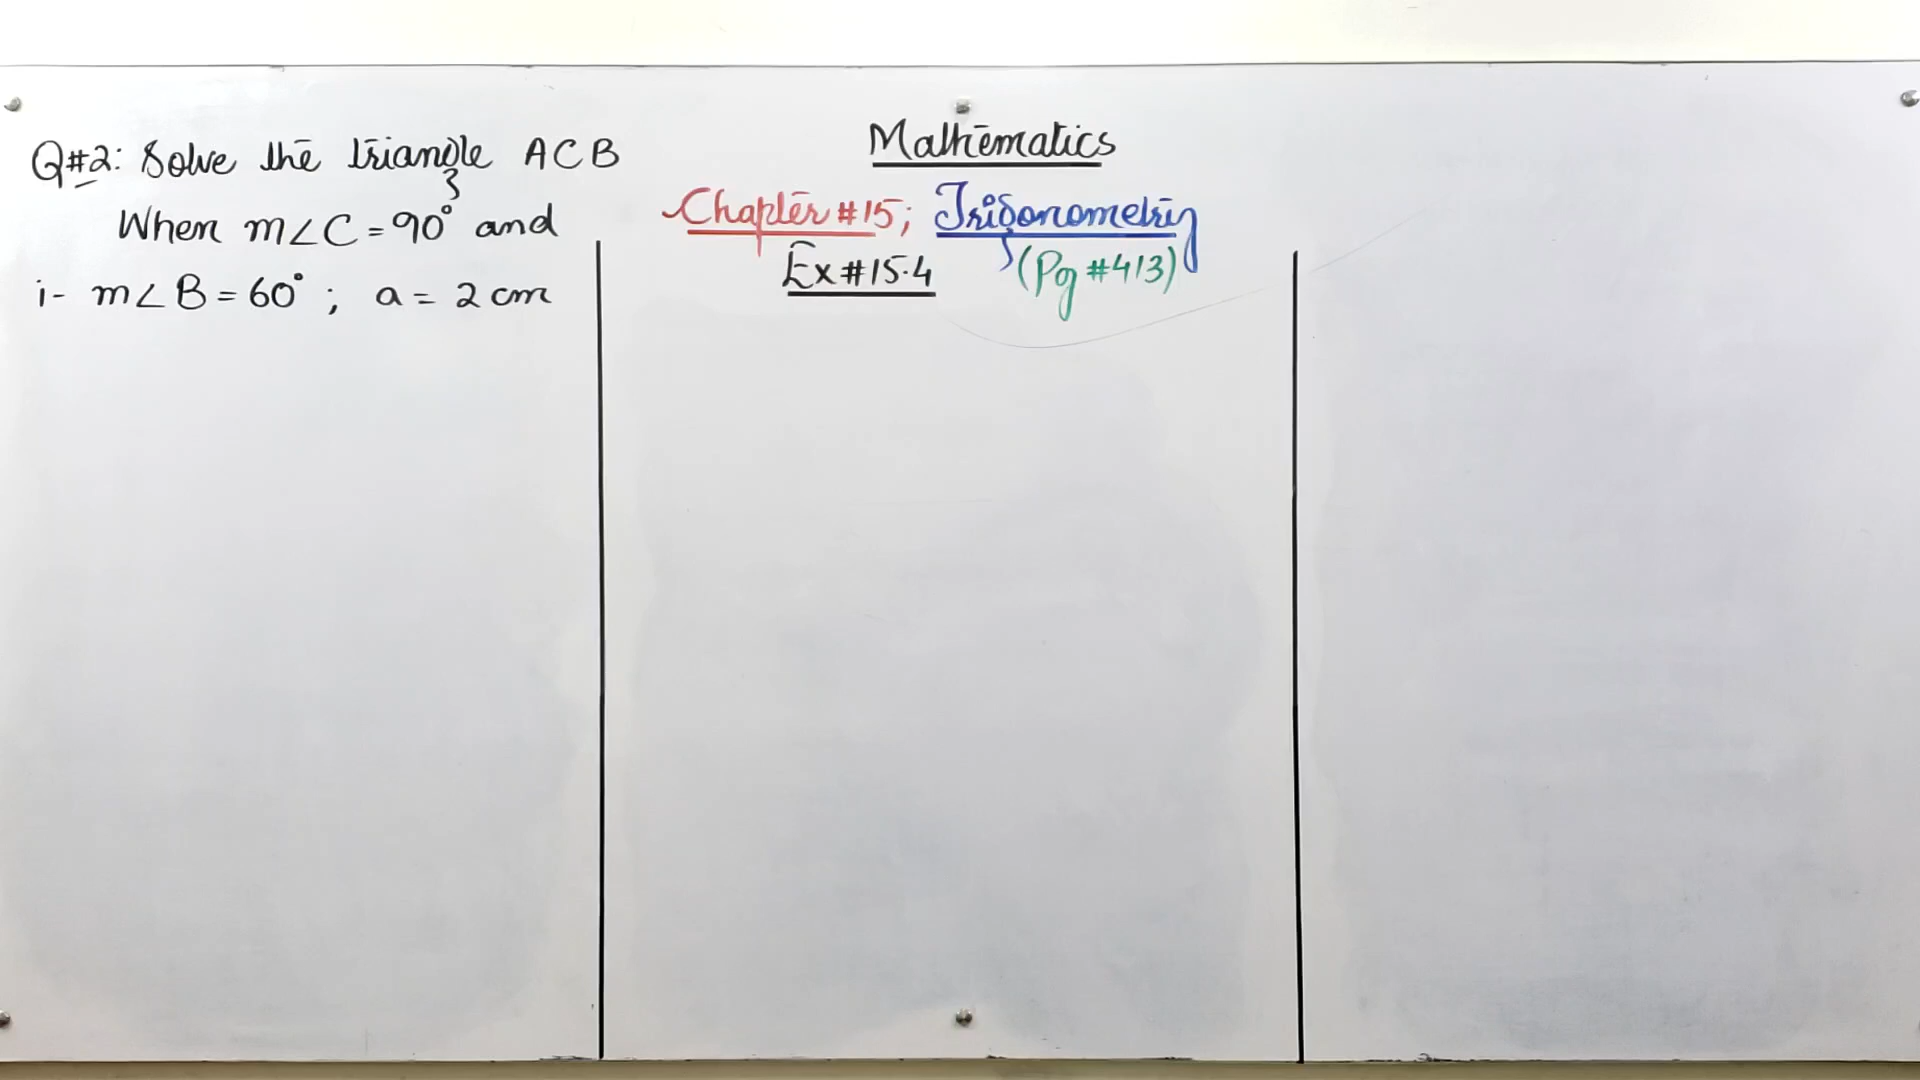 Mathematics
Chapter #15; Trigonometry
Ex#15.4 (Pg #413)
Q#2: Solve the triangle ACB
When m∠C=90° and
i- m∠B=60° ; a= 2 cm